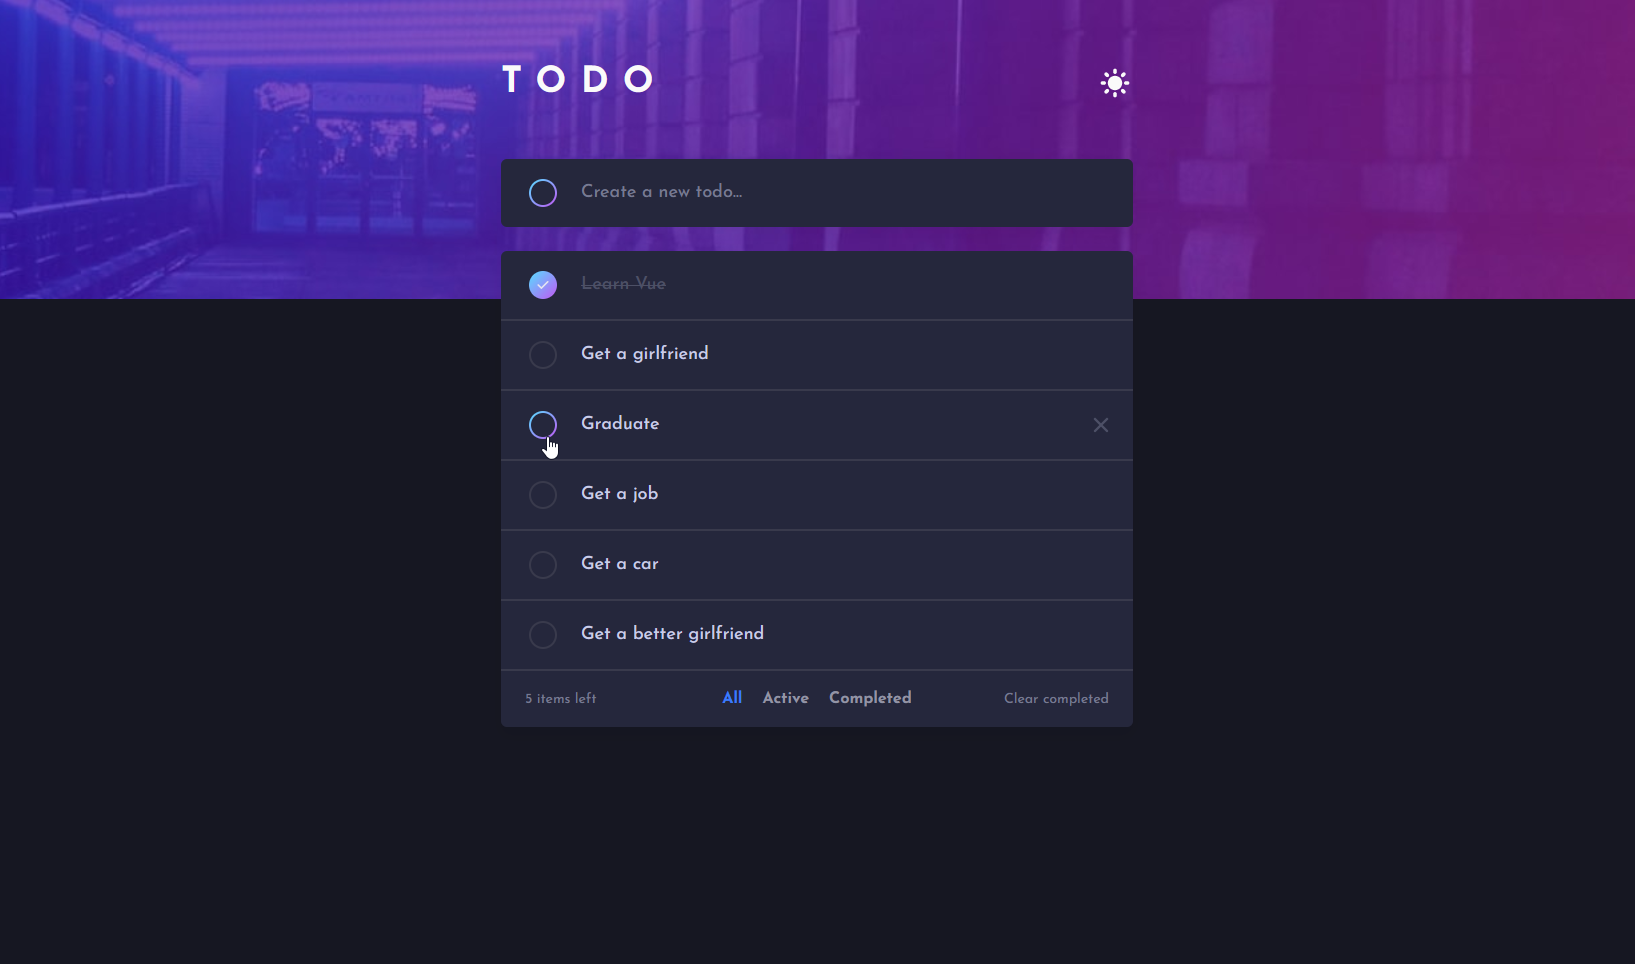 TODO
Create a new todo...
Learn Vue
Get a girlfriend
Graduate
Get a job
Get a car
Get a better girlfriend
5 items left All Active Completed Clear completed